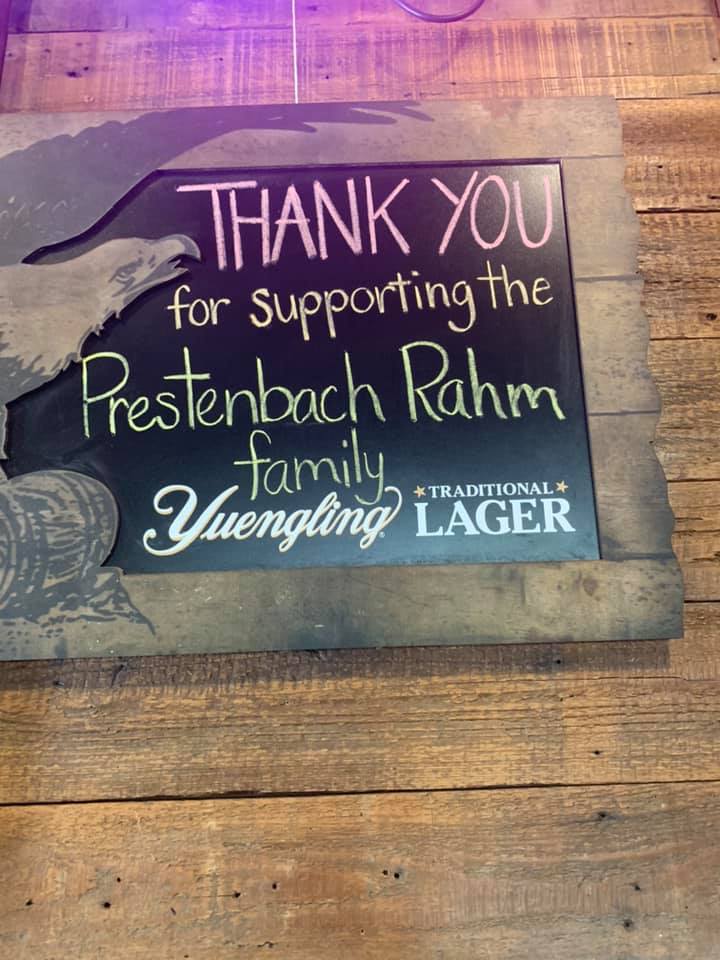 THANK YOU
for supporting the
Prestenbach Rahm
family
Yuengling® TRADITIONAL
LAGER